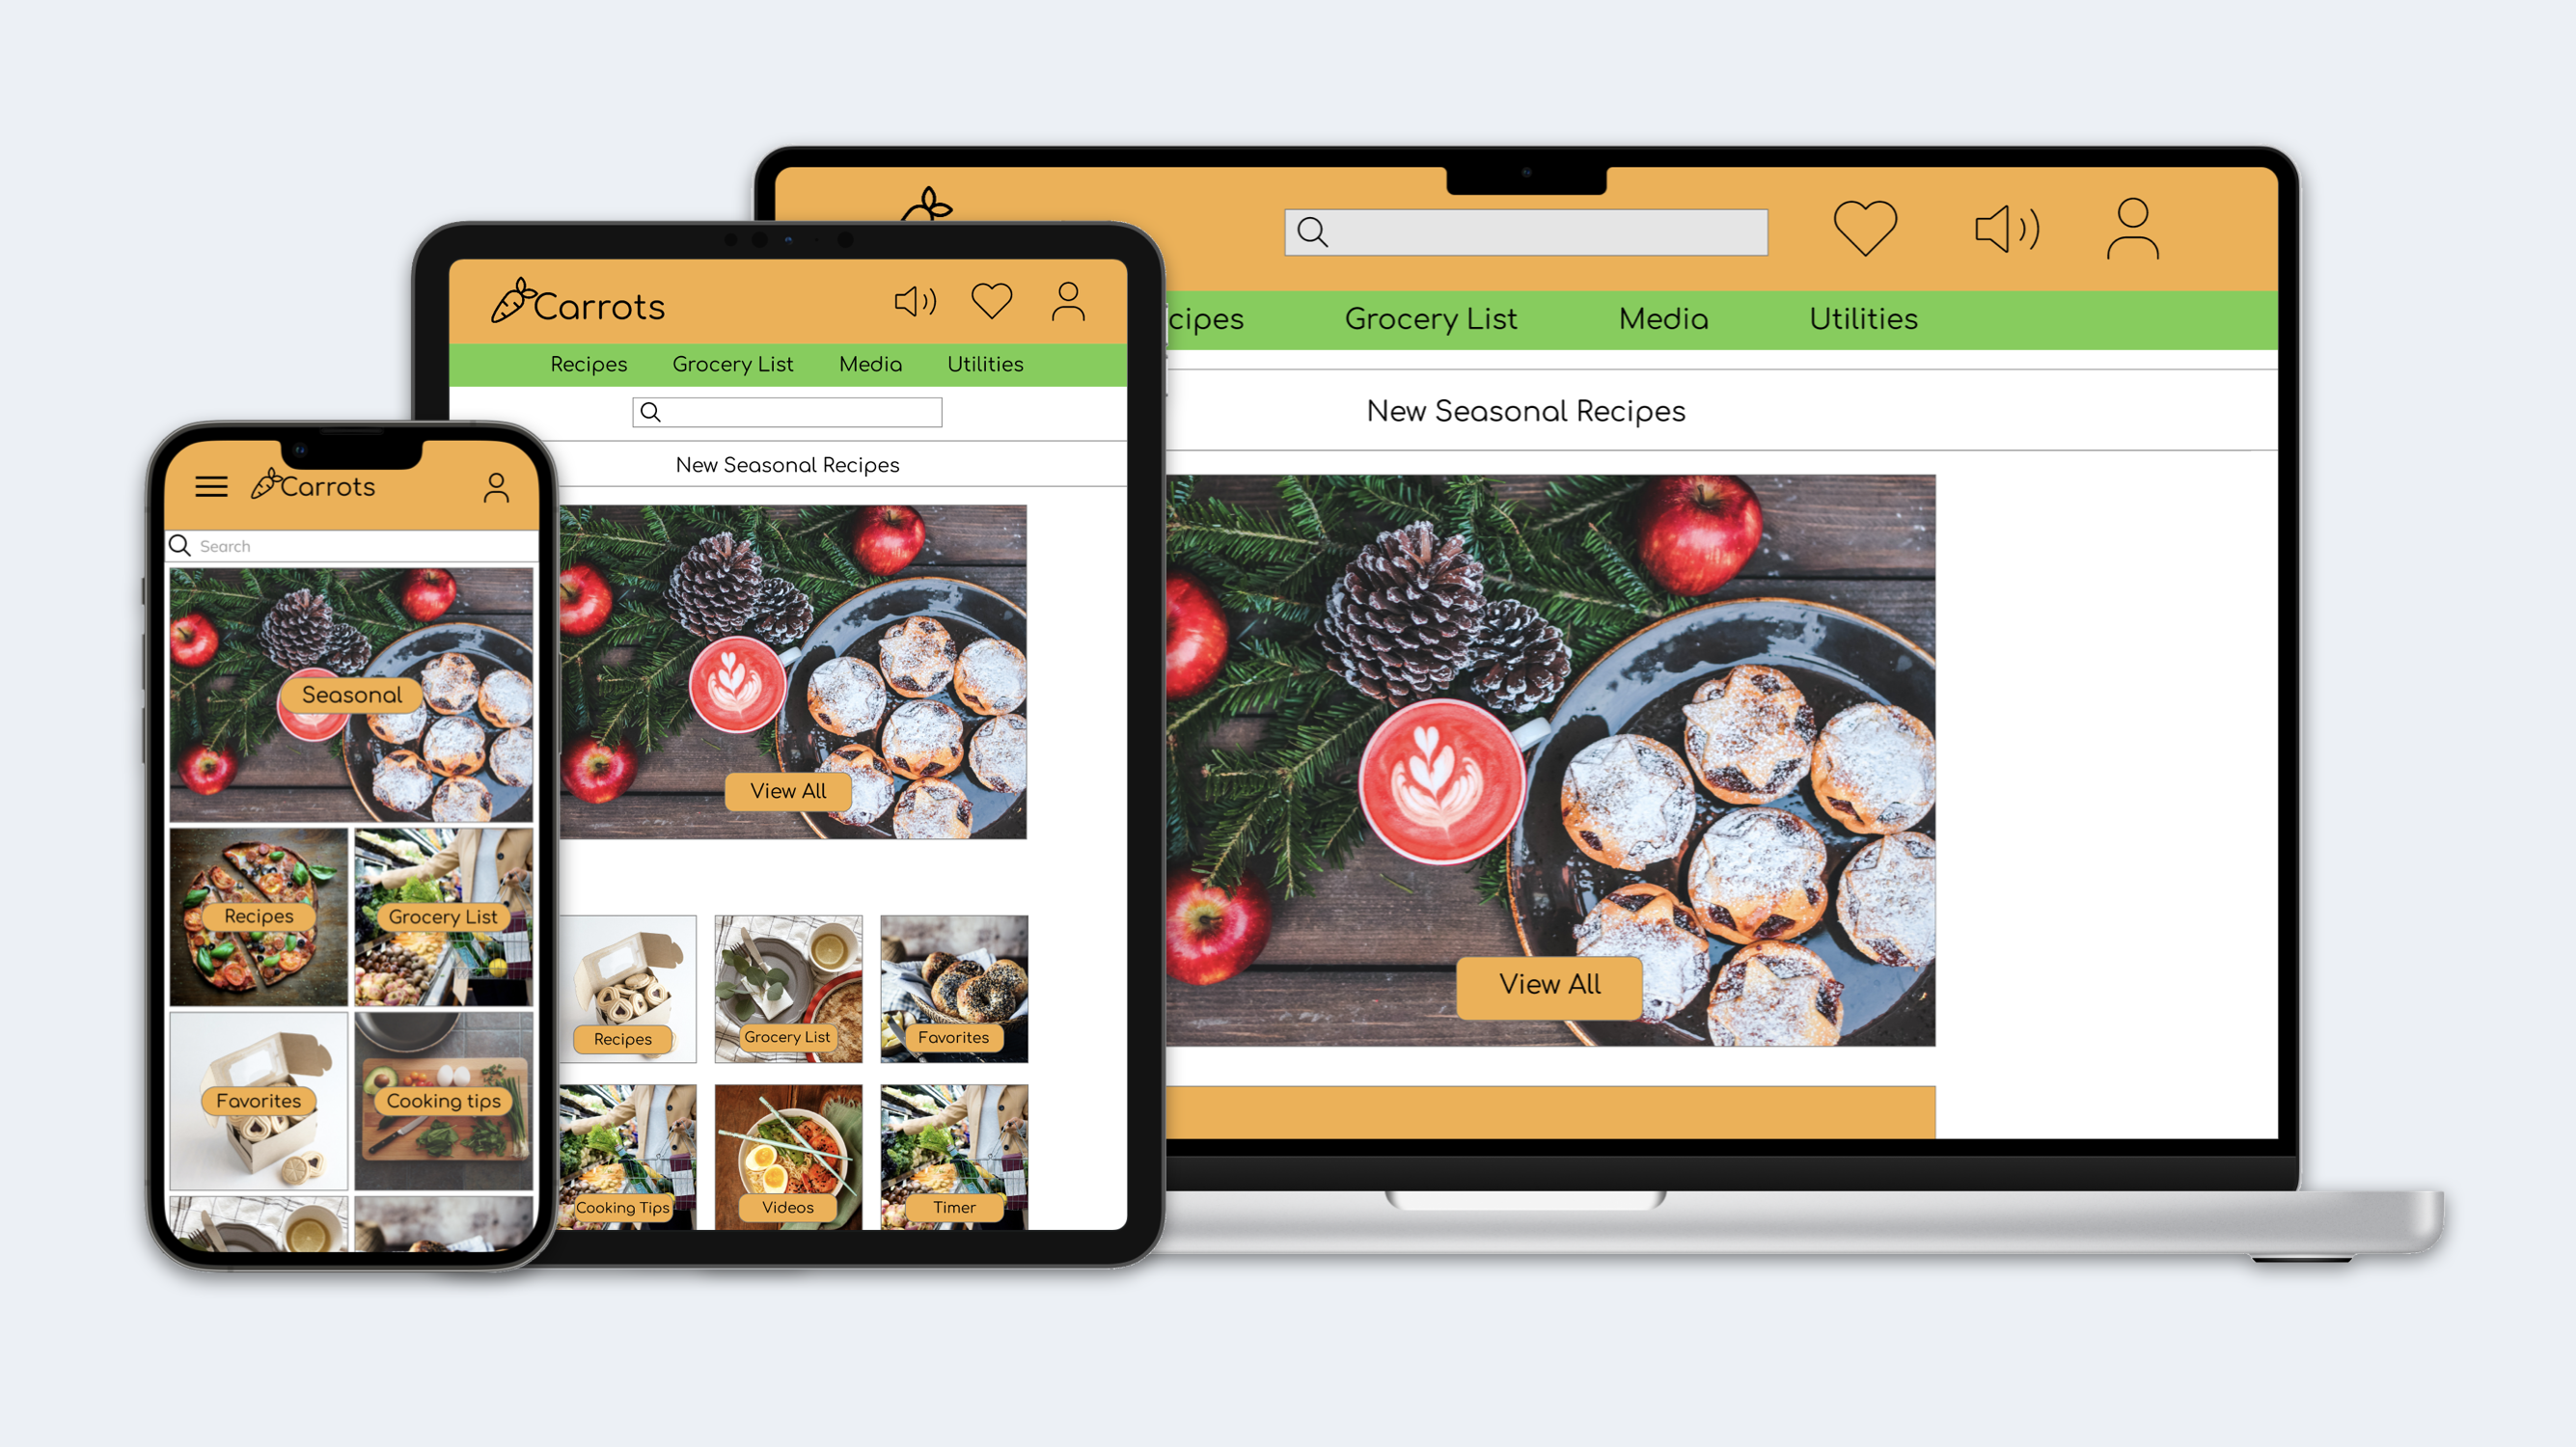 Carrots
Search
Seasonal
Recipes
Grocery List
Favorites
Cooking tips
Carrots
Recipes Grocery List Media Utilities
New Seasonal Recipes
View All
Recipes
Grocery List
Favorites
Cooking Tips
Videos
Timer
cipes Grocery List Media Utilities
New Seasonal Recipes
View All